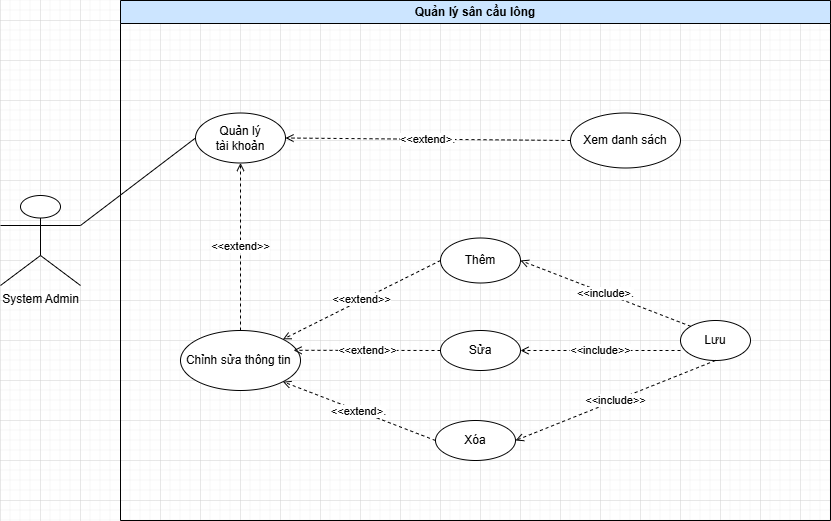 Quản lý sân cầu lông
Quản lý
tài khoản
<<extend>.
Xem danh sách
<<extend>>
System Admin
Thêm
<<extend>>
<<include>.
Lưu
Chỉnh sửa thông tin
<<extend>>
Sửa
<<include>>
<<include>>
<<extend>.
Xóa